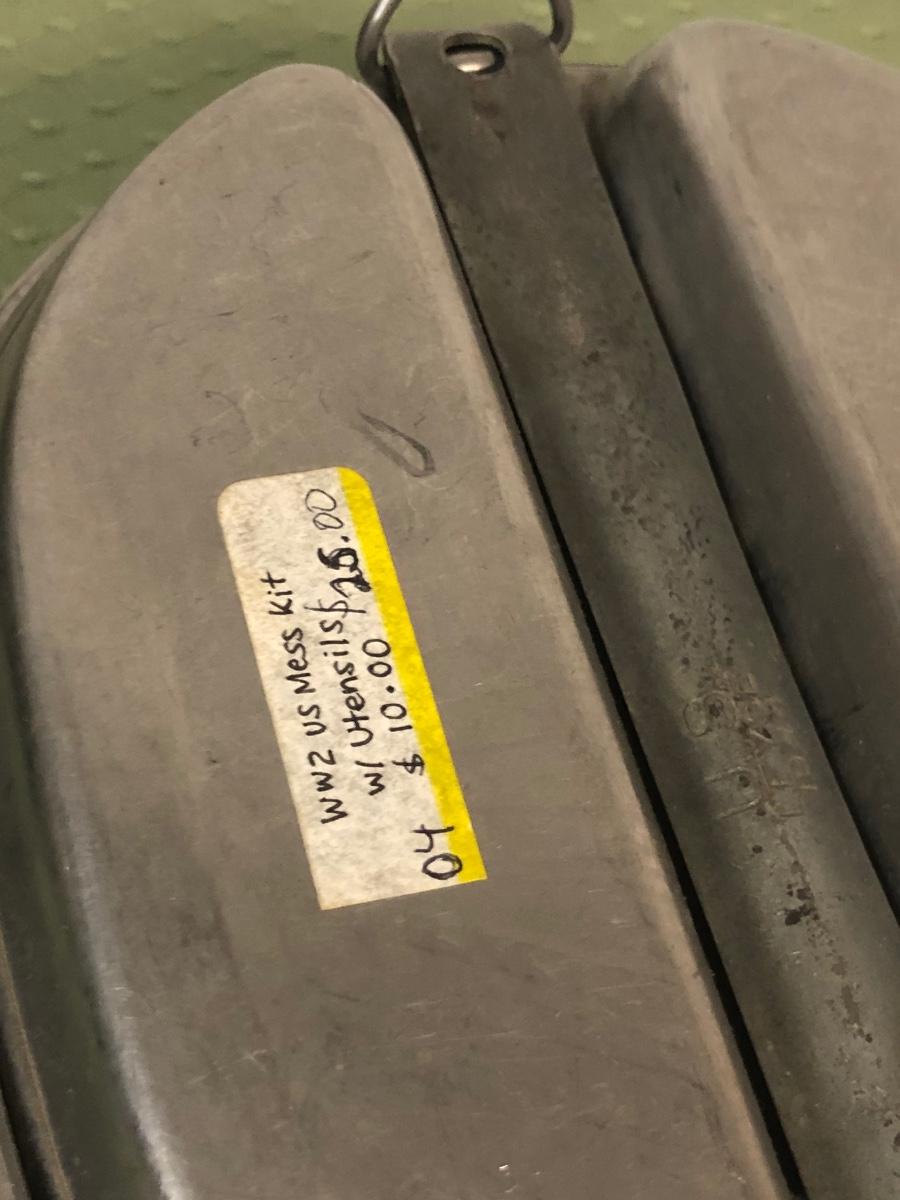 WW2 US Mess Kit
w/ Utensils $25.00
$ 10.00
04